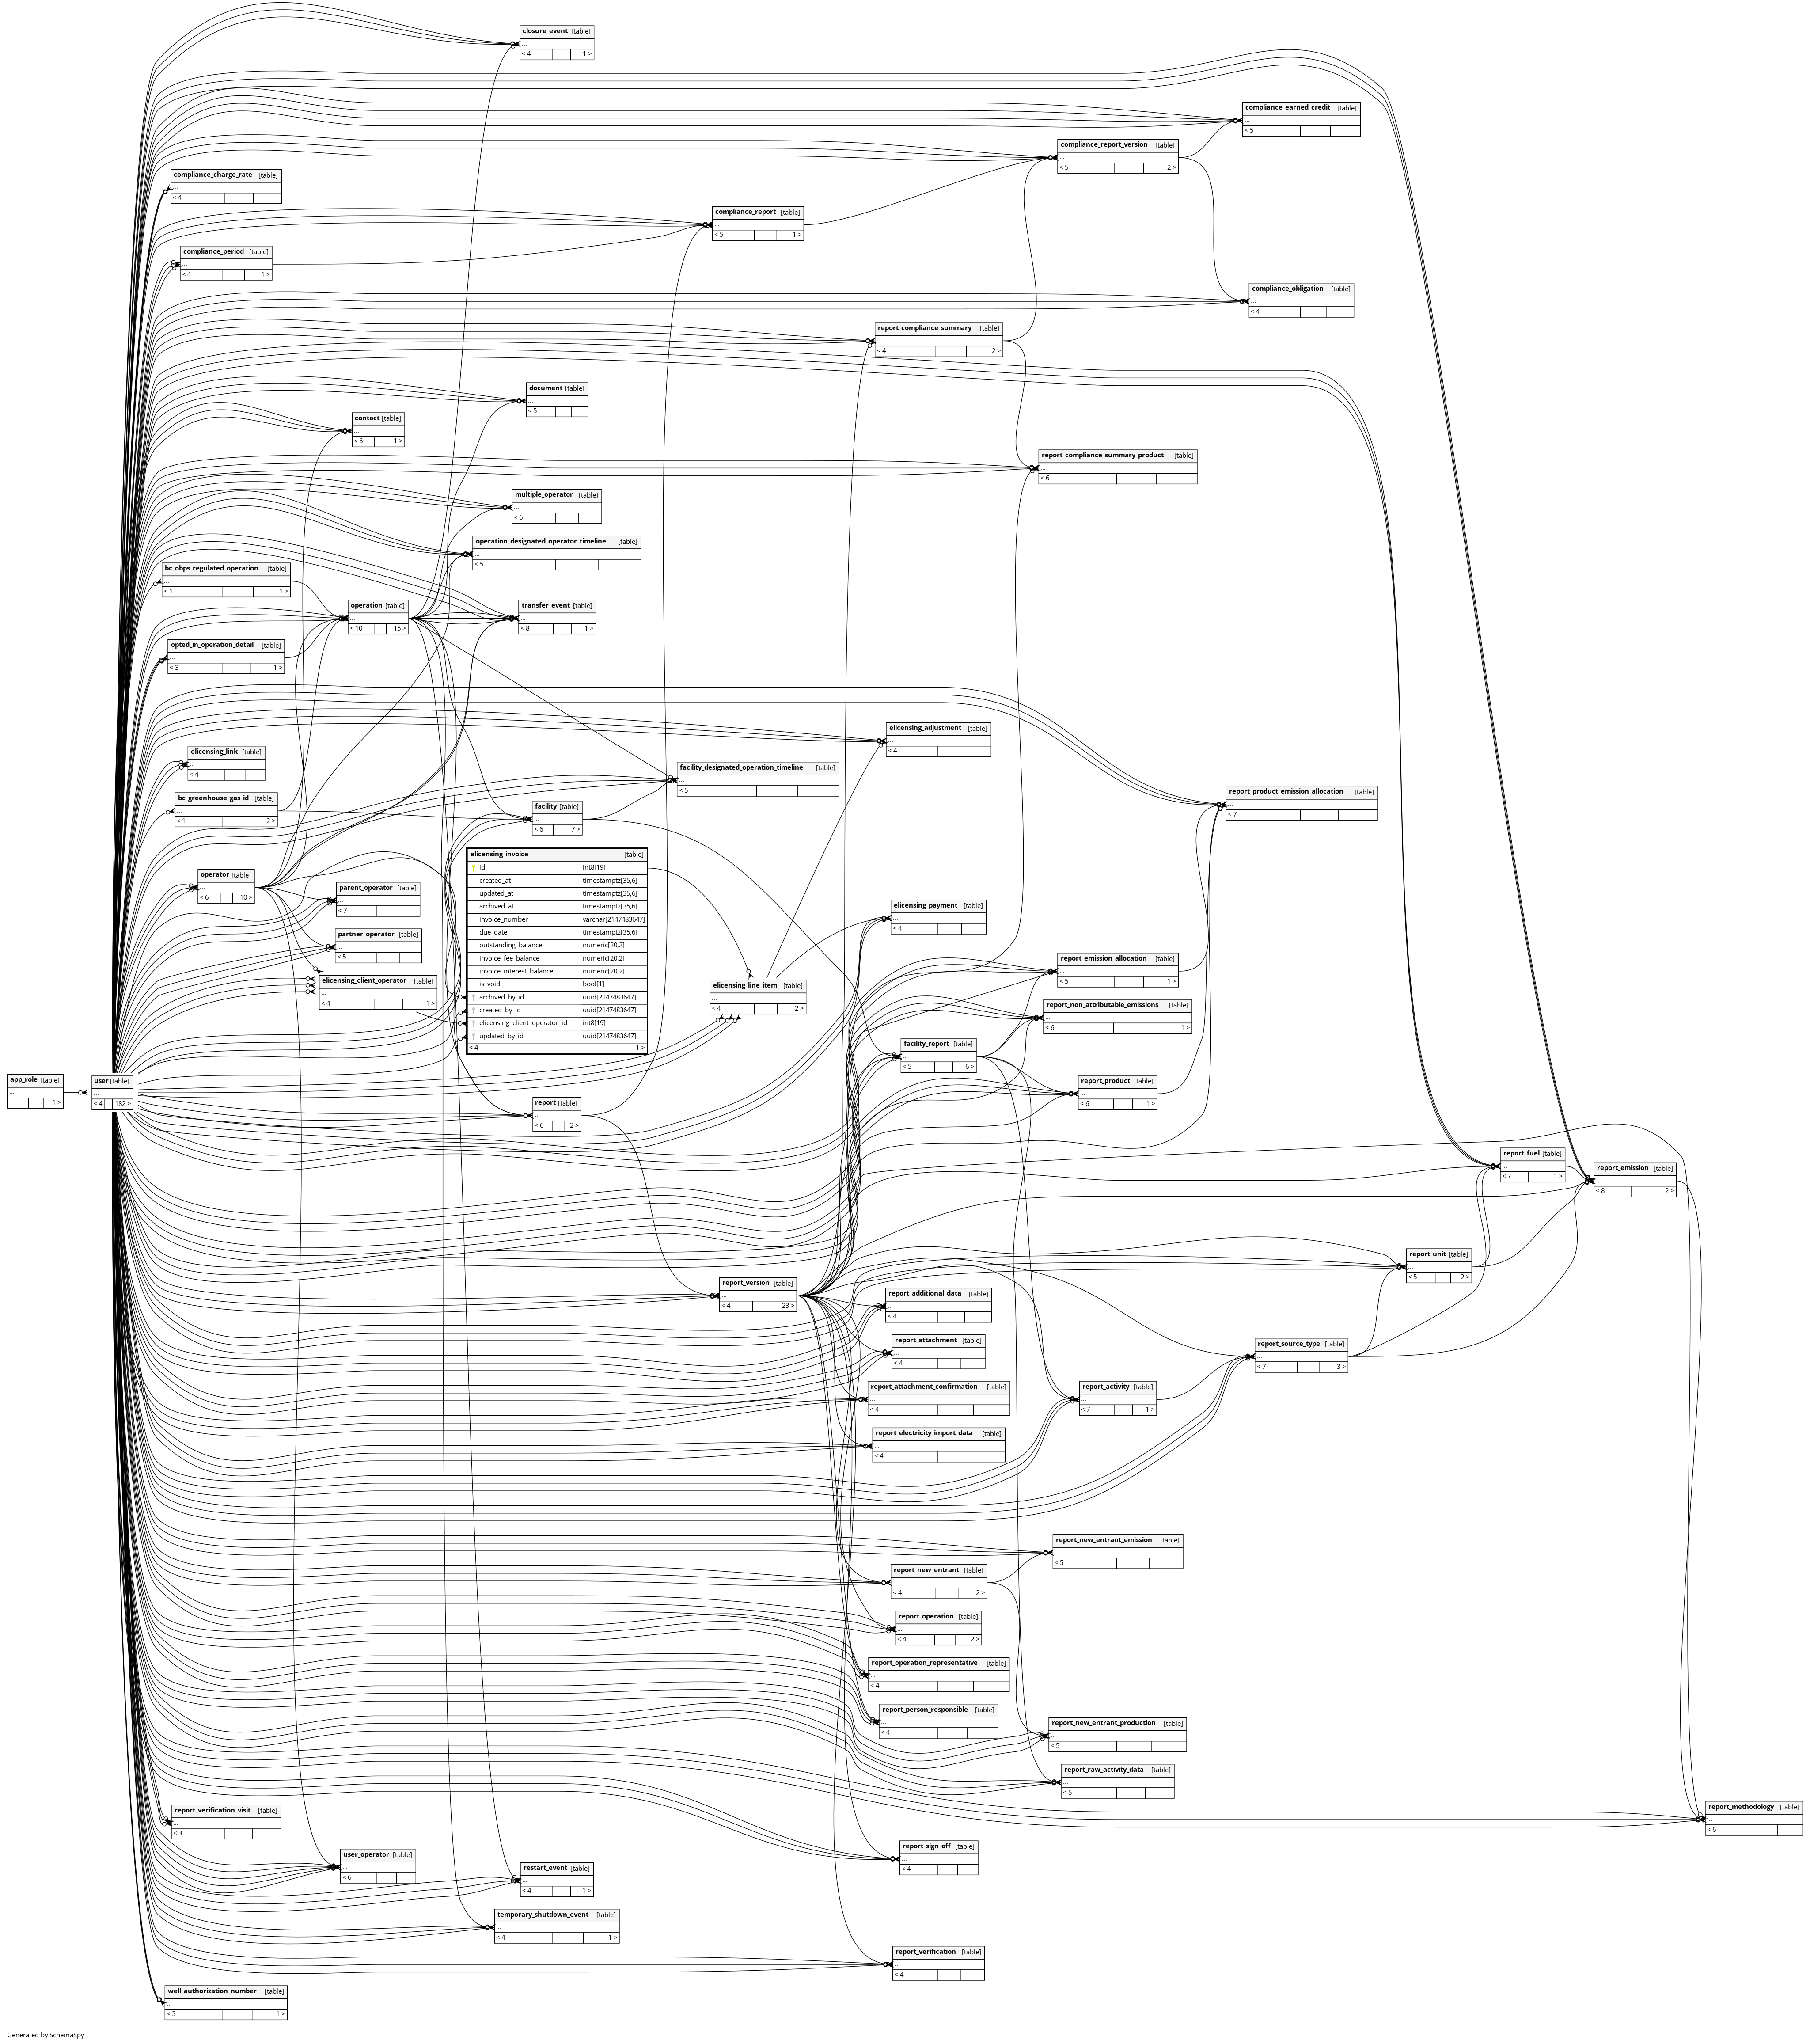 closure_event [table]
...
< 4 1 >
compliance_earned_credit [table]
...
< 5
compliance_report_version [table]
...
< 5 2 >
compliance_charge_rate [table]
...
< 4
compliance_report [table]
...
< 5 1 >
compliance_period [table]
...
< 4 1 >
compliance_obligation [table]
...
< 4
report_compliance_summary [table]
...
< 4 2 >
document [table]
...
< 5
contact [table]
...
< 6 1 >
report_compliance_summary_product [table]
...
< 6
multiple_operator [table]
...
< 6
operation_designated_operator_timeline [table]
...
< 5
bc_obps_regulated_operation [table]
...
< 1 1 >
operation [table]
...
< 10 15 >
transfer_event [table]
...
< 8 1 >
opted_in_operation_detail [table]
...
< 3 1 >
elicensing_adjustment [table]
...
< 4
elicensing_link [table]
...
< 4
facility_designated_operation_timeline [table]
...
< 5
report_product_emission_allocation [table]
...
< 7
bc_greenhouse_gas_id [table]
...
< 1 2 >
facility [table]
...
< 6 7 >
elicensing_invoice [table]
id int8[19]
created_at timestamptz[35,6]
updated_at timestamptz[35,6]
archived_at timestamptz[35,6]
invoice_number varchar[2147483647]
due_date timestamptz[35,6]
outstanding_balance numeric[20,2]
invoice_fee_balance numeric[20,2]
invoice_interest_balance numeric[20,2]
is_void bool[1]
archived_by_id uuid[2147483647]
created_by_id uuid[2147483647]
elicensing_client_operator_id int8[19]
updated_by_id uuid[2147483647]
< 4 1 >
operator [table]
...
< 6 10 >
parent_operator [table]
...
< 7
partner_operator [table]
...
< 5
elicensing_client_operator [table]
...
< 4 1 >
elicensing_payment [table]
...
< 4
elicensing_line_item [table]
...
< 4 2 >
report_emission_allocation [table]
...
< 5 1 >
report_non_attributable_emissions [table]
...
< 6 1 >
facility_report [table]
...
< 5 6 >
app_role [table]
...
1 >
user [table]
...
< 4 182 >
report_product [table]
...
< 6 1 >
report [table]
...
< 6 2 >
report_fuel [table]
...
< 7 1 >
report_emission [table]
...
< 8 2 >
report_unit [table]
...
< 5 2 >
report_version [table]
...
< 4 23 >
report_additional_data [table]
...
< 4
report_attachment [table]
...
< 4
report_source_type [table]
...
< 7 3 >
report_attachment_confirmation [table]
...
< 4
report_activity [table]
...
< 7 1 >
report_electricity_import_data [table]
...
< 4
report_new_entrant_emission [table]
...
< 5
report_new_entrant [table]
...
< 4 2 >
report_operation [table]
...
< 4 2 >
report_operation_representative [table]
...
< 4
report_person_responsible [table]
...
< 4
report_new_entrant_production [table]
...
< 5
report_raw_activity_data [table]
...
< 5
report_verification_visit [table]
...
< 3
report_methodology [table]
...
< 6
report_sign_off [table]
...
< 4
user_operator [table]
...
< 6
restart_event [table]
...
< 4 1 >
temporary_shutdown_event [table]
...
< 4 1 >
report_verification [table]
...
< 4
well_authorization_number [table]
...
< 3 1 >
Generated by SchemaSpy